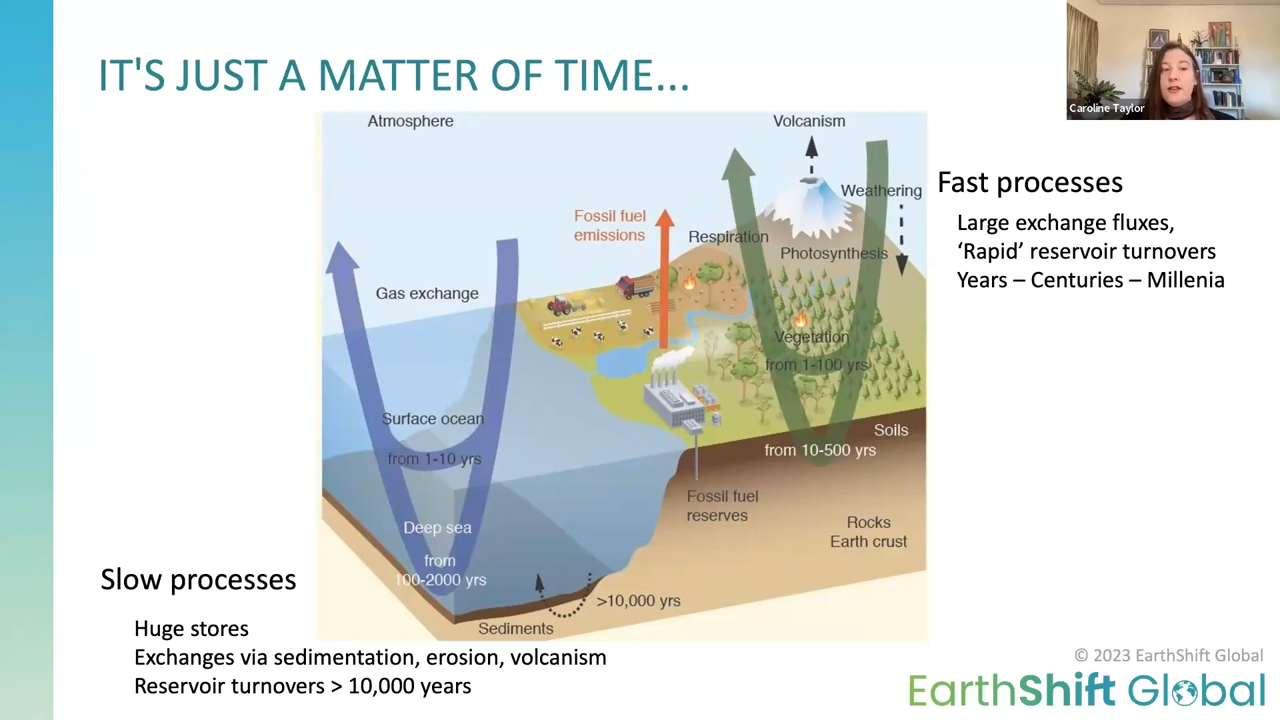 IT'S JUST A MATTER OF TIME...
Caroline Taylor
Atmosphere
Volcanism
Weathering
Fossil fuel
emissions
Respiration
Photosynthesis
Gas exchange
Vegetation
from 1-100 yrs
Surface ocean
from 1-10 yrs
Soils
from 10-500 yrs
Fossil fuel
reserves
Deep sea
from
100-2000 yrs
Rocks
Earth crust
>10,000 yrs
Sediments
Fast processes
Large exchange fluxes,
‘Rapid’ reservoir turnovers
Years – Centuries – Millenia
Slow processes
Huge stores
Exchanges via sedimentation, erosion, volcanism
Reservoir turnovers > 10,000 years
© 2023 EarthShift Global
EarthShift Global